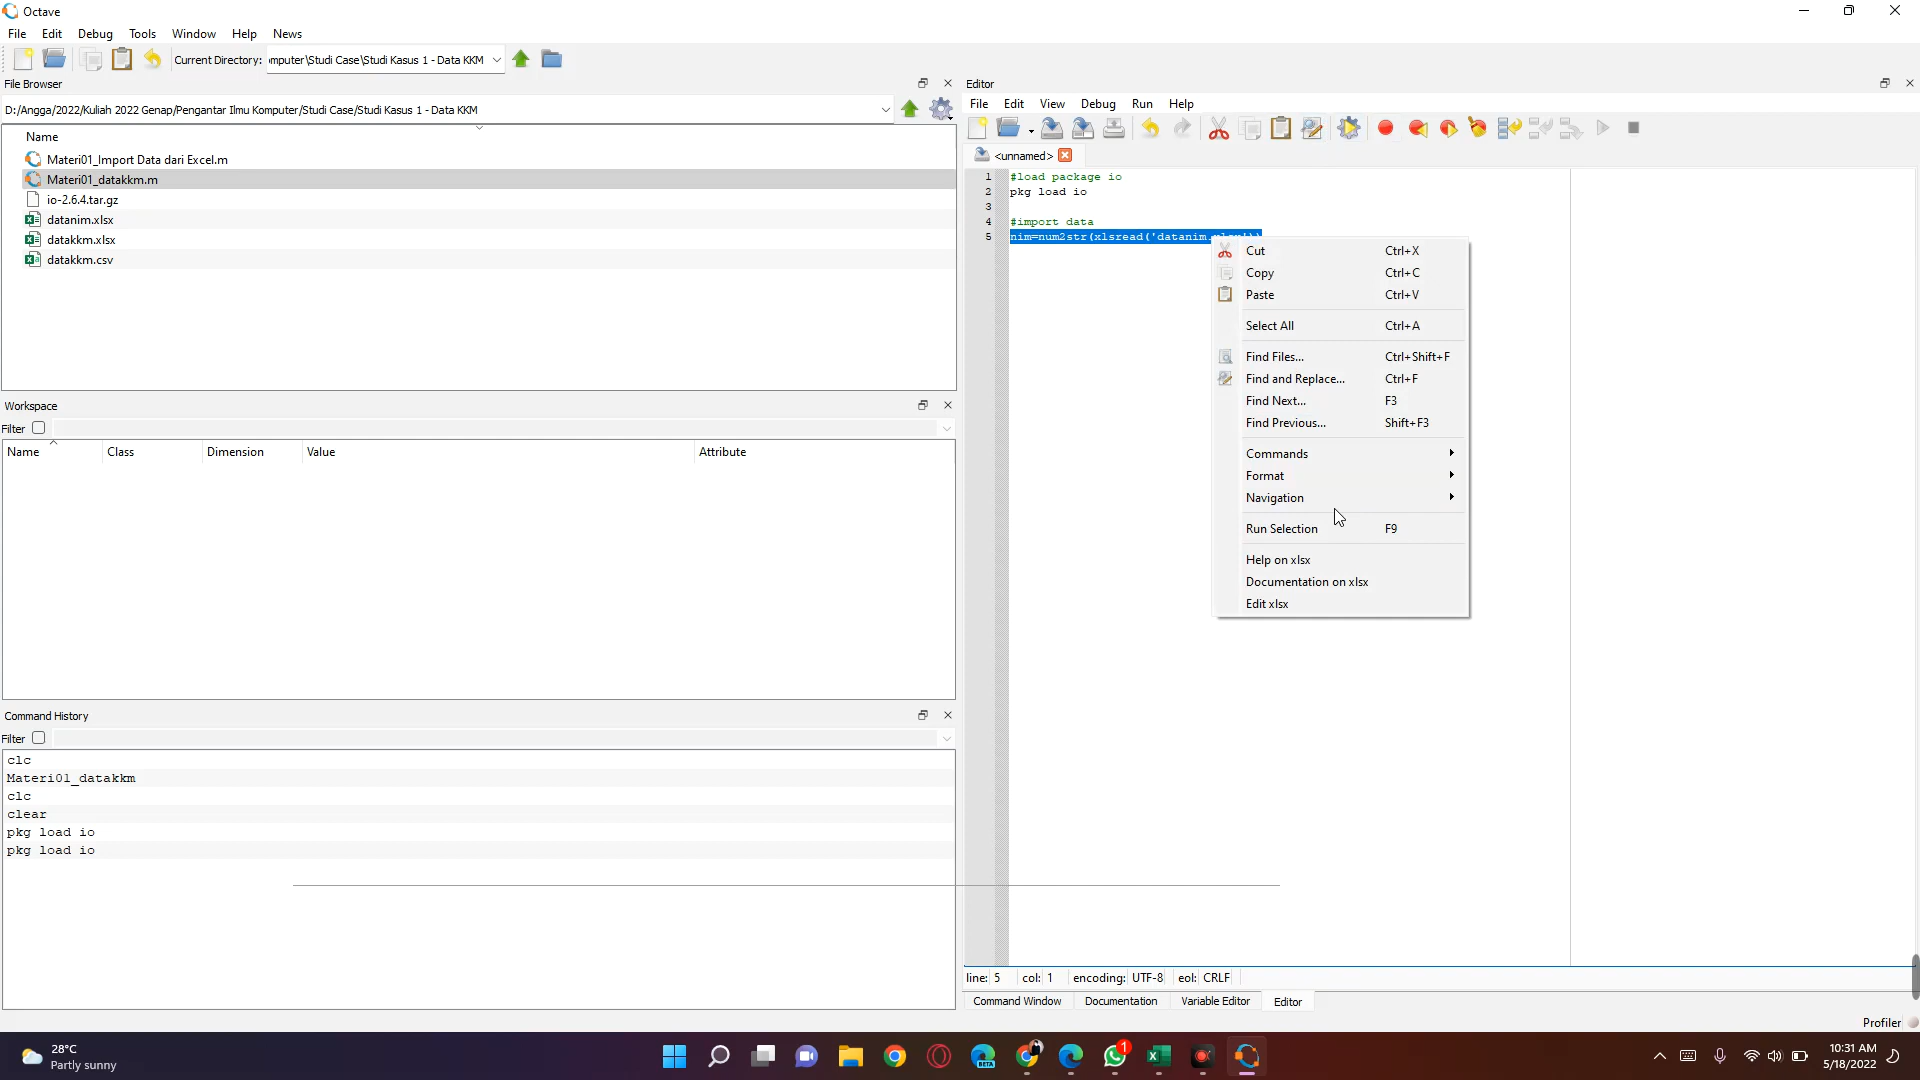 Octave
File Edit Debug Tools Window Help News
Current Directory: omputer\Studi Case\Studi Kasus 1 - Data KKM
File Browser
D:/Angga/2022/Kuliah 2022 Genap/Pengantar Ilmu Komputer/Studi Case/Studi Kasus 1 - Data KKM
Name
Materi01_Import Data dari Excel.m
Materi01_datakkm.m
io-2.6.4.tar.gz
datanim.xlsx
datakkm.xlsx
datakkm.csv
Workspace
Filter
Name Class Dimension Value Attribute
Command History
Filter
clc
Materi01_datakkm
clc
clear
pkg load io
pkg load io
Editor
File Edit View Debug Run Help
<unnamed>
1 #load package io
2 pkg load io
3
4 #import data
5 nim=num2str(xlsread('datanim.
Cut Ctrl+X
Copy Ctrl+C
Paste Ctrl+V
Select All Ctrl+A
Find Files... Ctrl+Shift+F
Find and Replace... Ctrl+F
Find Next... F3
Find Previous... Shift+F3
Commands
Format
Navigation
Run Selection F9
Help on xlsx
Documentation on xlsx
Edit xlsx
line: 5 col: 1 encoding: UTF-8 eol: CRLF
Command Window Documentation Variable Editor Editor
Profiler
28°C
Partly sunny
BETA
1
10:31 AM
5/18/2022